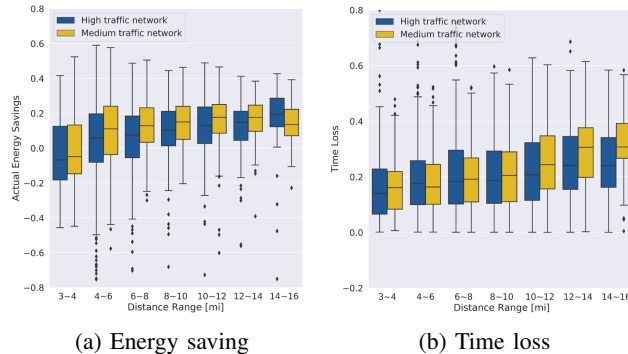 0.8
0.6
0.4
0.2
0.0
−0.2
−0.4
−0.6
−0.8
Actual Energy Savings
High traffic network
Medium traffic network
3~4 4~6 6~8 8~10 10~12 12~14 14~16
Distance Range [mi]
(a) Energy saving
0.8
0.6
0.4
0.2
0.0
−0.2
Time Loss
High traffic network
Medium traffic network
3~4 4~6 6~8 8~10 10~12 12~14 14~16
Distance Range [mi]
(b) Time loss